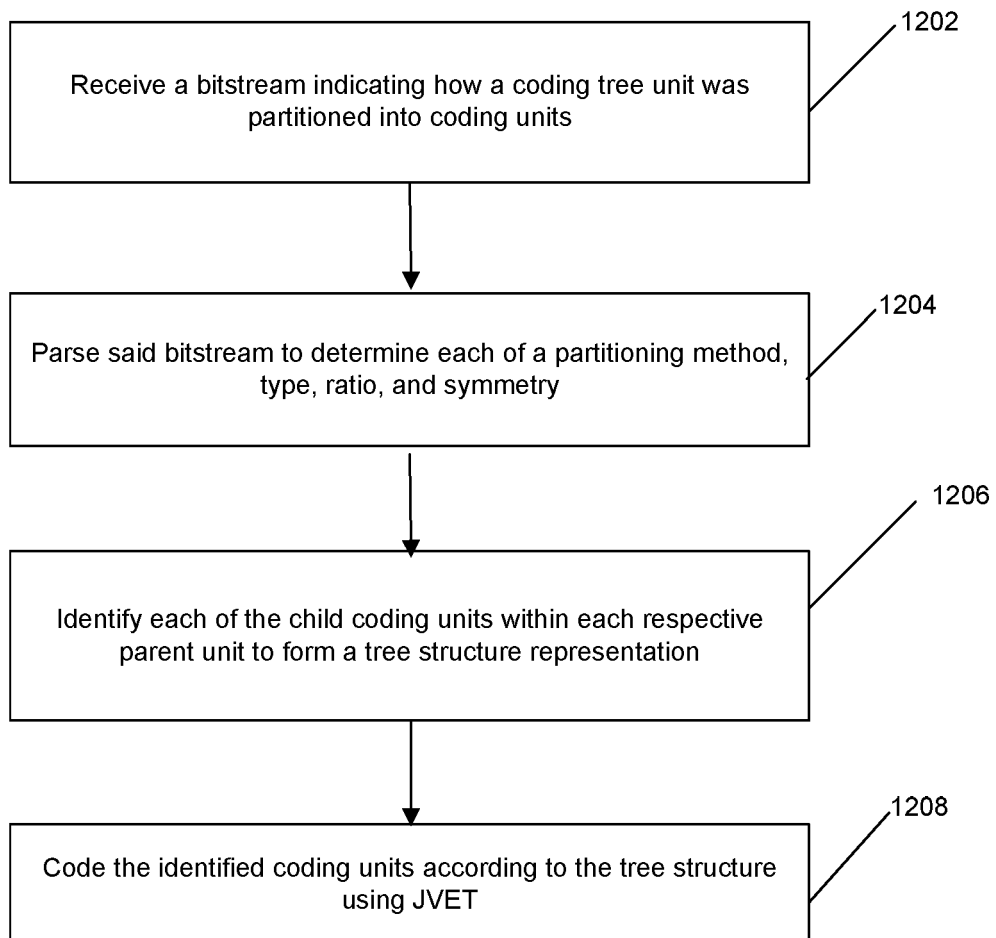 1202
Receive a bitstream indicating how a coding tree unit was
partitioned into coding units
1204
Parse said bitstream to determine each of a partitioning method,
type, ratio, and symmetry
1206
Identify each of the child coding units within each respective
parent unit to form a tree structure representation
1208
Code the identified coding units according to the tree structure
using JVET